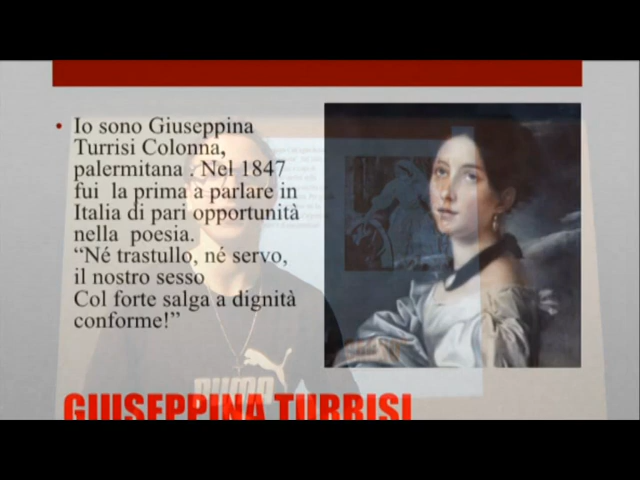 • Io sono Giuseppina
Turrisi Colonna,
palermitana . Nel 1847
fui la prima a parlare in
Italia di pari opportunità
nella poesia.
“Né trastullo, né servo,
il nostro sesso
Col forte salga a dignità
conforme!”
PUMA
GIUSEPPINA TURRISI